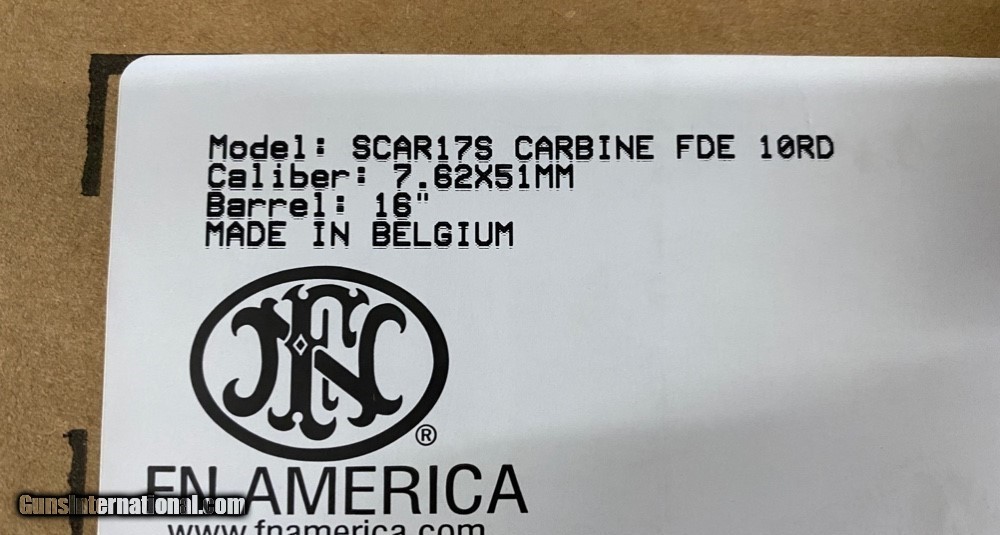 Model: SCAR17S CARBINE FDE 10RD
Caliber: 7.62X51MM
Barrel: 16"
MADE IN BELGIUM
FN
®
FN AMERICA
www.fnamerica.com
GunsInternational.com